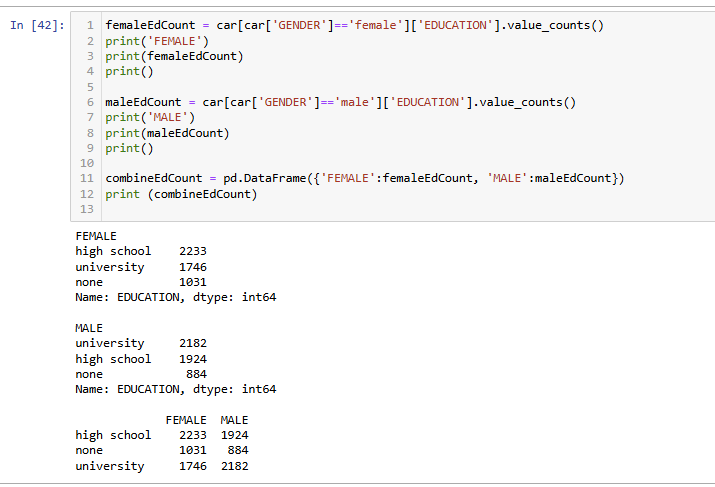 In [42]:
1 femaleEdCount = car[car['GENDER']=='female']['EDUCATION'].value_counts()
2 print('FEMALE')
3 print(femaleEdCount)
4 print()
5
6 maleEdCount = car[car['GENDER']=='male']['EDUCATION'].value_counts()
7 print('MALE')
8 print(maleEdCount)
9 print()
10
11 combineEdCount = pd.DataFrame({'FEMALE':femaleEdCount, 'MALE':maleEdCount})
12 print (combineEdCount)
13
FEMALE
high school    2233
university     1746
none           1031
Name: EDUCATION, dtype: int64
MALE
university     2182
high school    1924
none            884
Name: EDUCATION, dtype: int64
             FEMALE  MALE
high school    2233  1924
none           1031   884
university     1746  2182